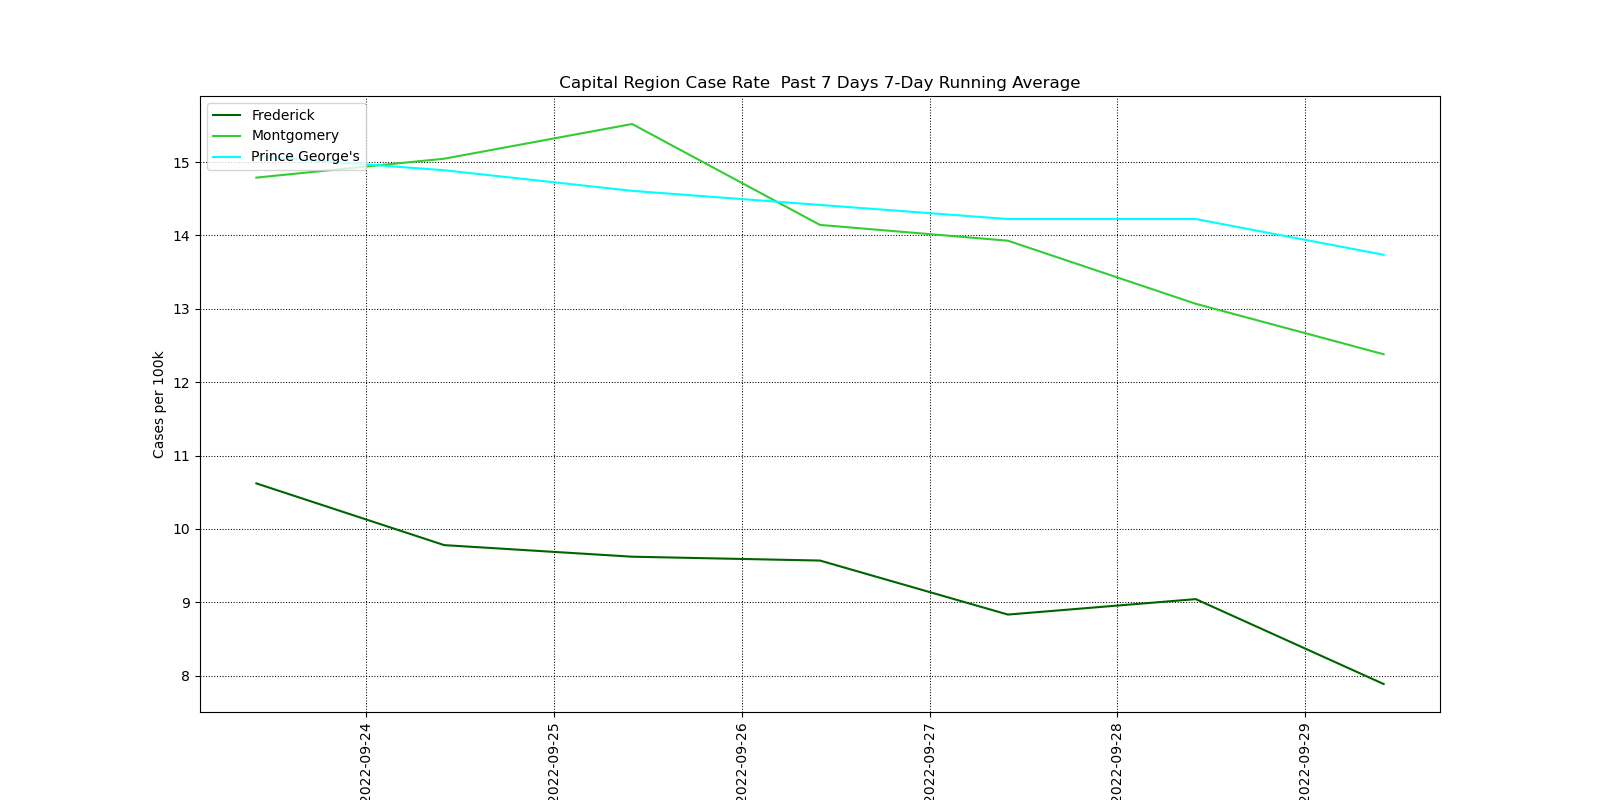 Capital Region Case Rate  Past 7 Days 7-Day Running Average
Frederick
Montgomery
Prince George's
Cases per 100k
15
14
13
12
11
10
9
8
2022-09-24
2022-09-25
2022-09-26
2022-09-27
2022-09-28
2022-09-29